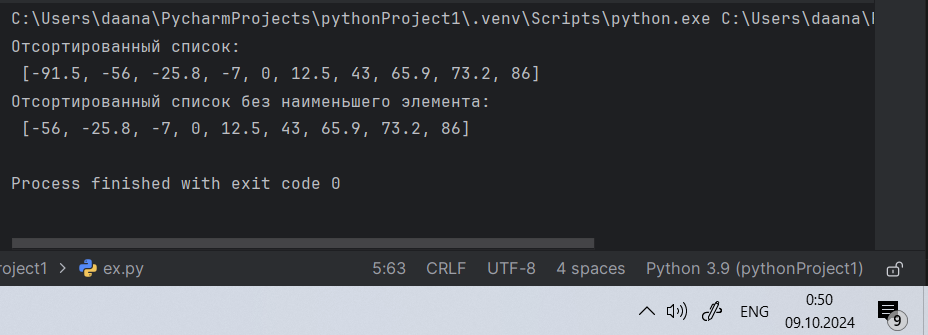 C:\Users\daana\PycharmProjects\pythonProject1\.venv\Scripts\python.exe C:\Users\daana\
Отсортированный список:
[-91.5, -56, -25.8, -7, 0, 12.5, 43, 65.9, 73.2, 86]
Отсортированный список без наименьшего элемента:
[-56, -25.8, -7, 0, 12.5, 43, 65.9, 73.2, 86]
Process finished with exit code 0
roject1 > ex.py 5:63 CRLF UTF-8 4 spaces Python 3.9 (pythonProject1)
ENG 0:50
09.10.2024 9